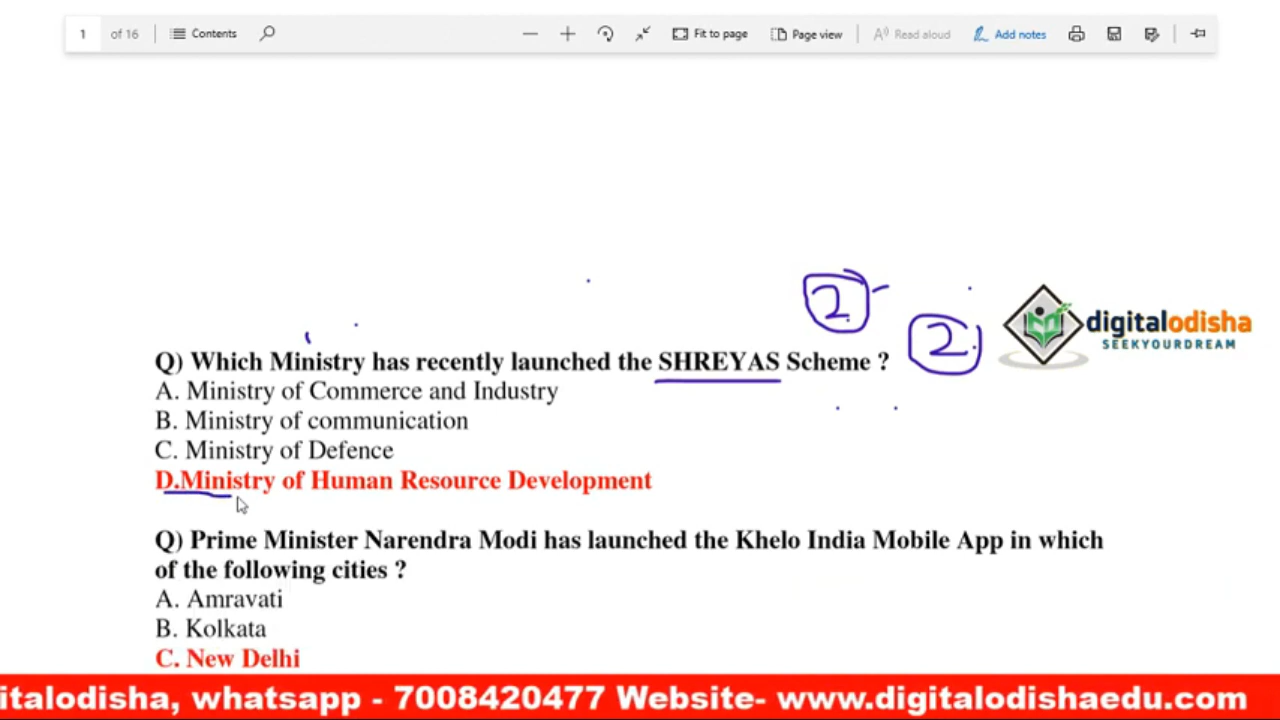 1 of 16 Contents Fit to page Page view Read aloud Add notes
2
2
digitalodisha
SEEKYOURDREAM
Q) Which Ministry has recently launched the SHREYAS Scheme ?
A. Ministry of Commerce and Industry
B. Ministry of communication
C. Ministry of Defence
D.Ministry of Human Resource Development
Q) Prime Minister Narendra Modi has launched the Khelo India Mobile App in which
of the following cities ?
A. Amravati
B. Kolkata
C. New Delhi
italodisha, whatsapp - 7008420477 Website- www.digitalodishaedu.com